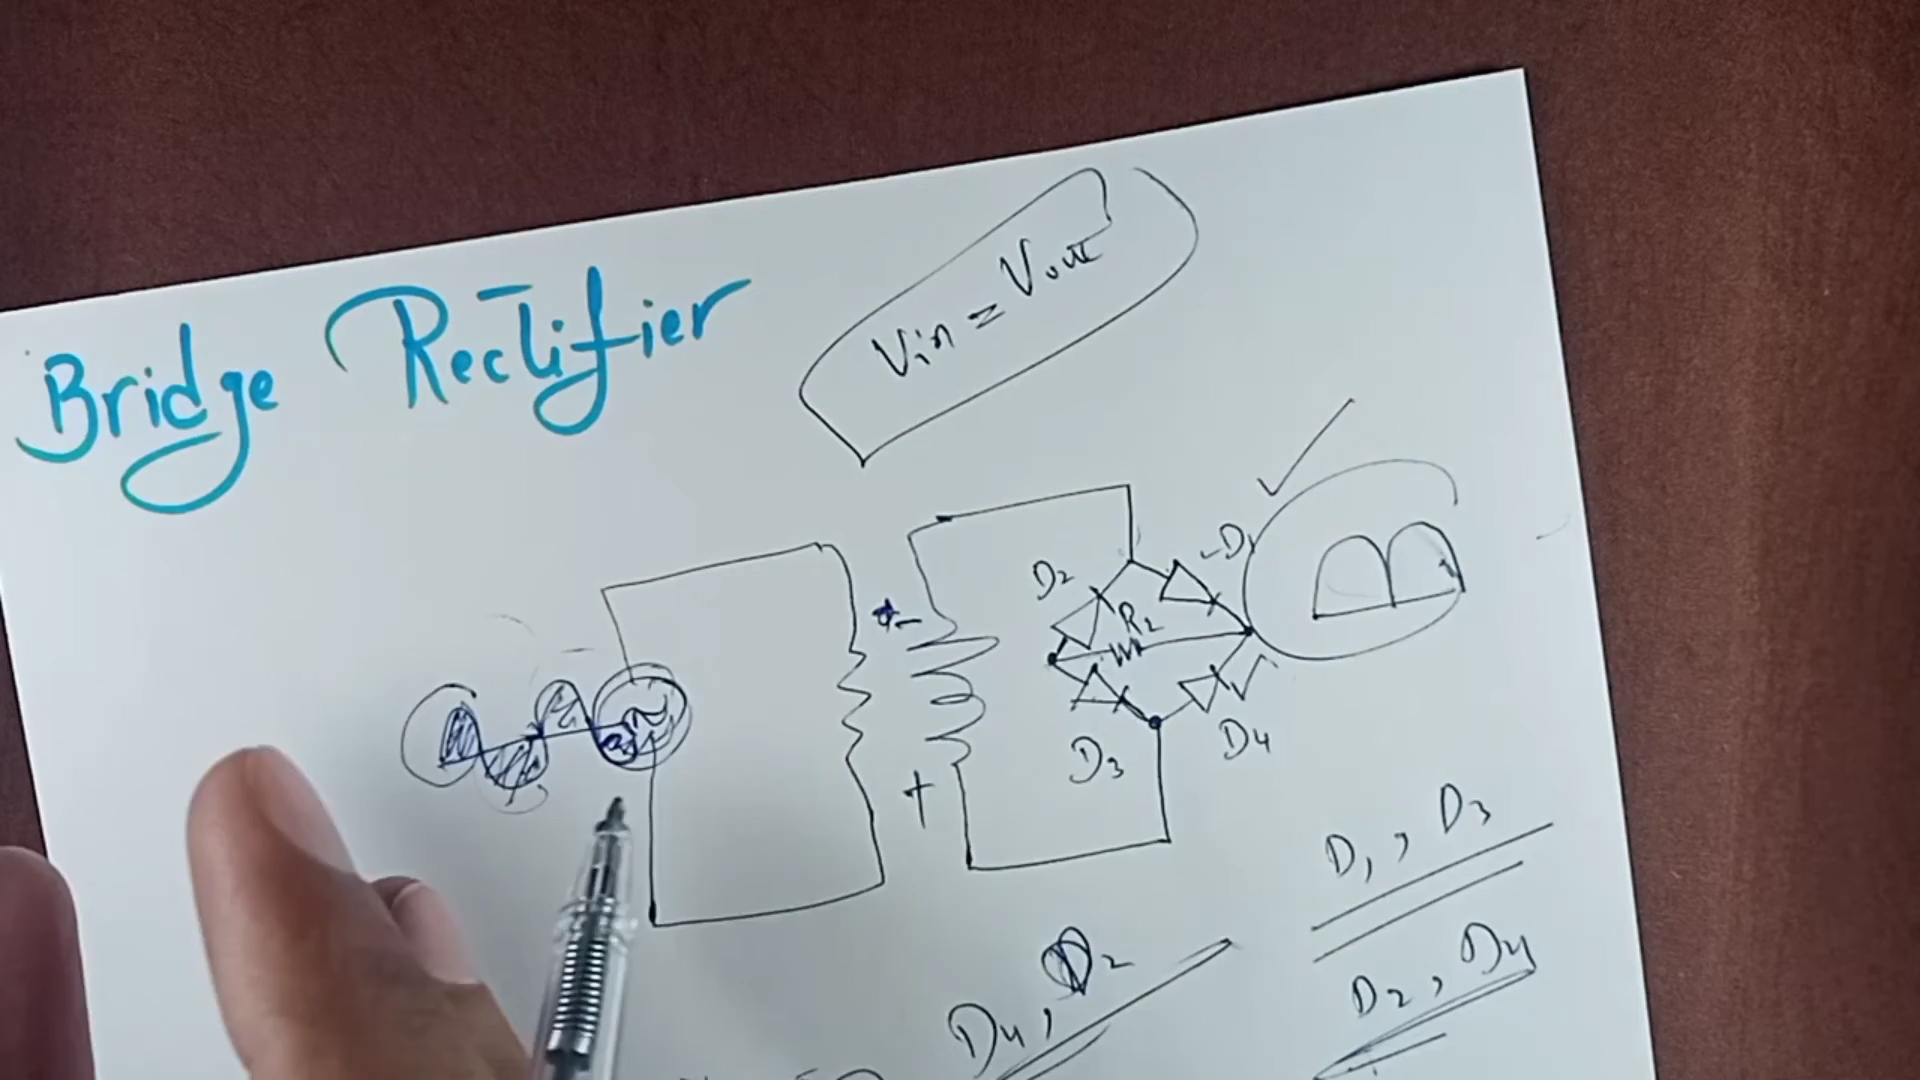 Bridge Rectifier
Vin = Vout
D2
D1
R2
D3
D4
+
-
D1, D3
D2, D4
D4, D2